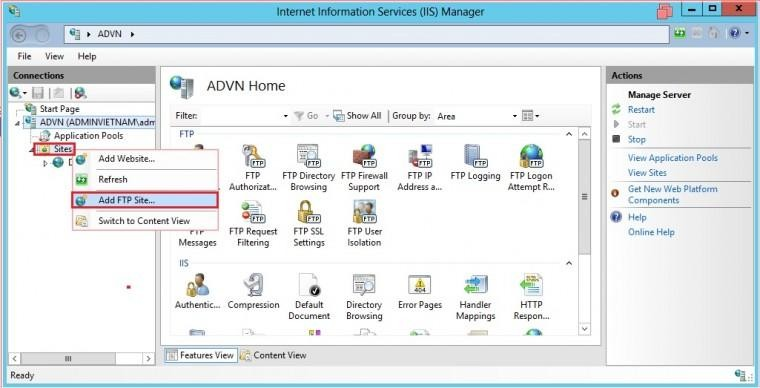 Internet Information Services (IIS) Manager
ADVN
File View Help
Connections
Start Page
ADVN (ADMINVIETNAM\adm
Application Pools
Sites
Add Website...
Refresh
Add FTP Site...
Switch to Content View
ADVN Home
Filter: Go Show All Group by: Area
FTP
FTP Authorizat...
FTP Directory Browsing
FTP Firewall Support
FTP IP Address a...
FTP Logging
FTP Logon Attempt R...
Messages
FTP Request Filtering
FTP SSL Settings
FTP User Isolation
IIS
Authentic...
Compression
Default Document
Directory Browsing
Error Pages
Handler Mappings
HTTP Respon...
Features View Content View
Actions
Manage Server
Restart
Start
Stop
View Application Pools
View Sites
Get New Web Platform Components
Help
Online Help
Ready